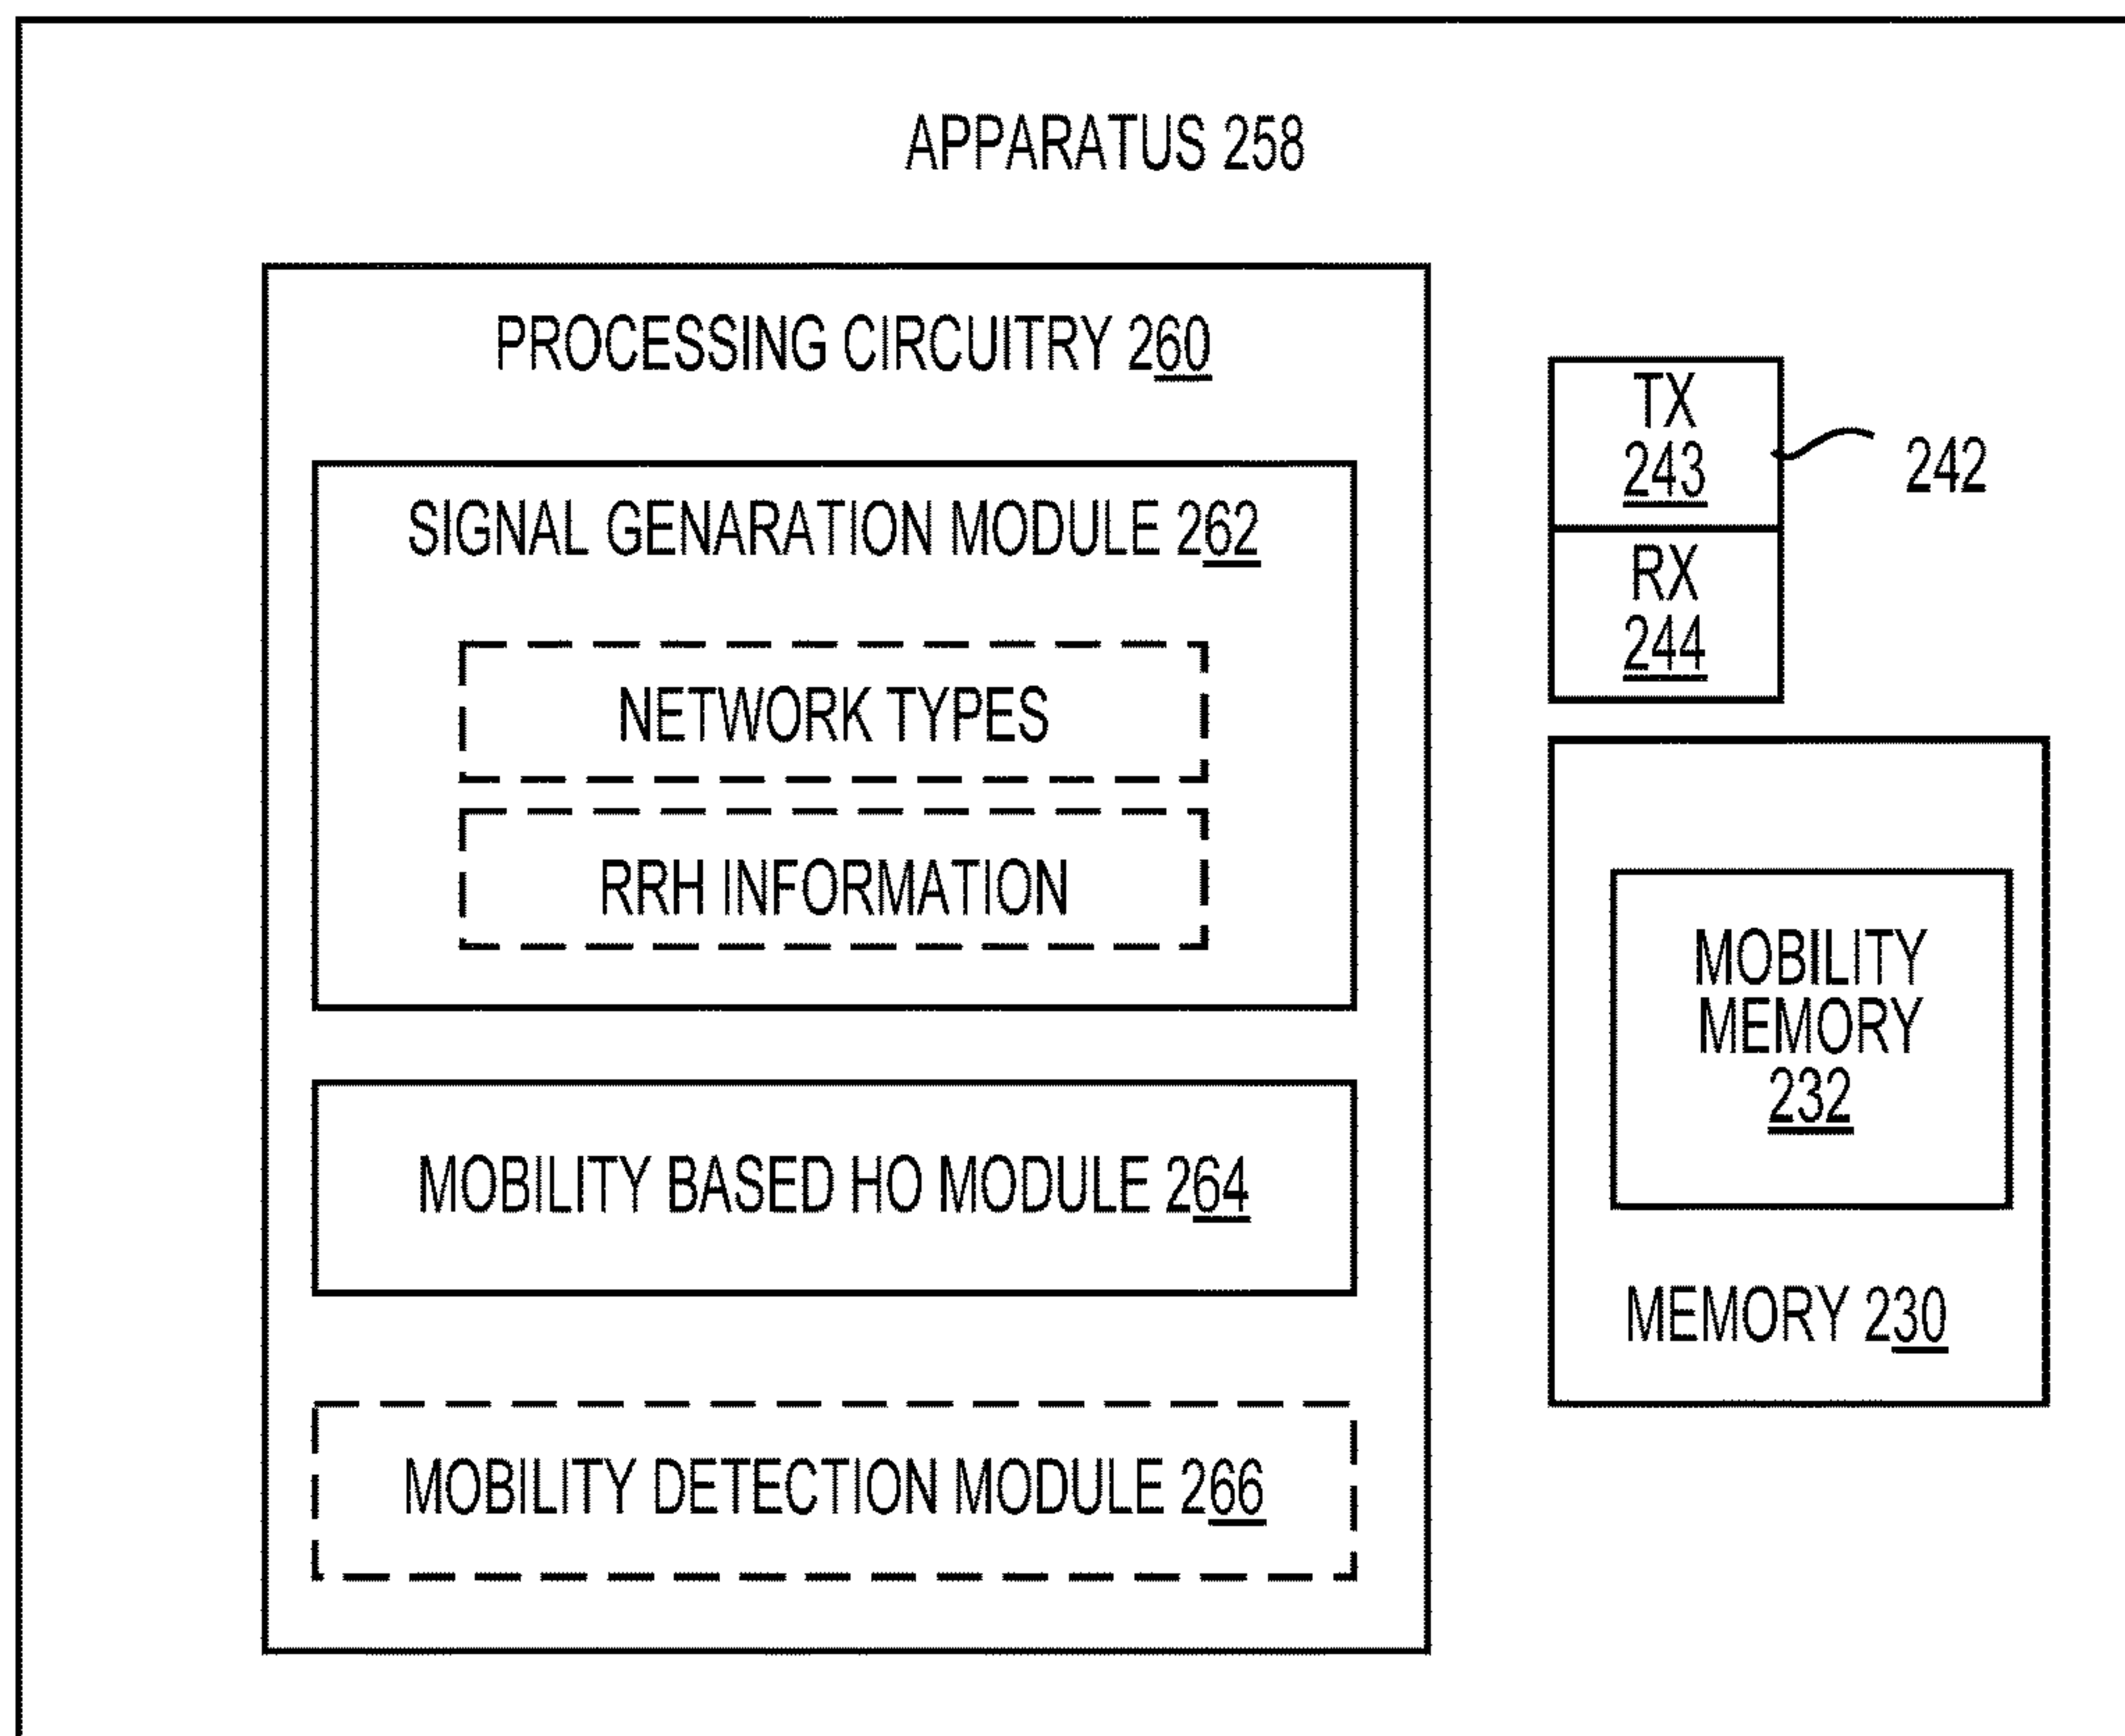 APPARATUS 258
PROCESSING CIRCUITRY 260
SIGNAL GENARATION MODULE 262
NETWORK TYPES
RRH INFORMATION
MOBILITY BASED HO MODULE 264
MOBILITY DETECTION MODULE 266
TX
243
242
RX
244
MOBILITY
MEMORY
232
MEMORY 230